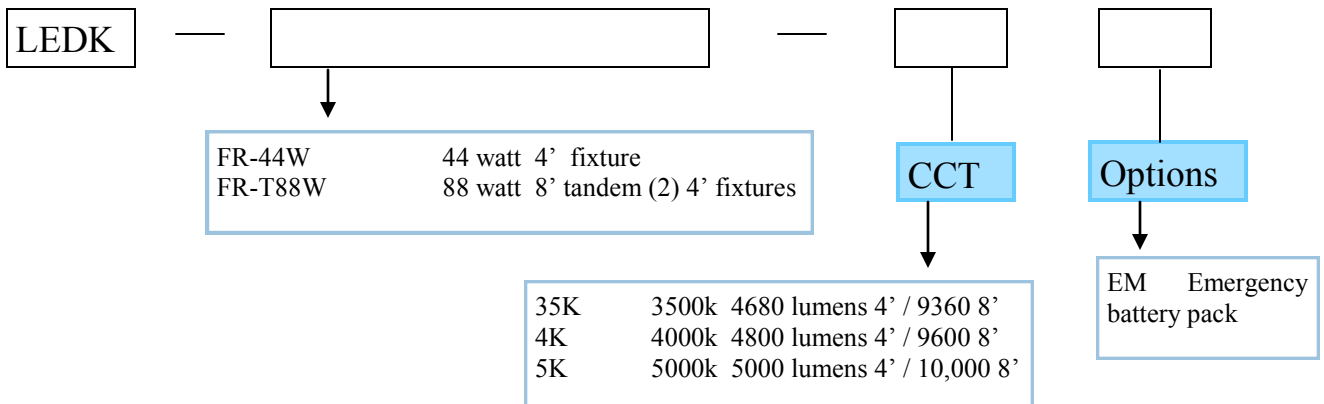 LEDK
FR-44W 44 watt 4’ fixture
FR-T88W 88 watt 8’ tandem (2) 4’ fixtures
CCT
Options
35K 3500k 4680 lumens 4’ / 9360 8’
4K 4000k 4800 lumens 4’ / 9600 8’
5K 5000k 5000 lumens 4’ / 10,000 8’
EM Emergency
battery pack